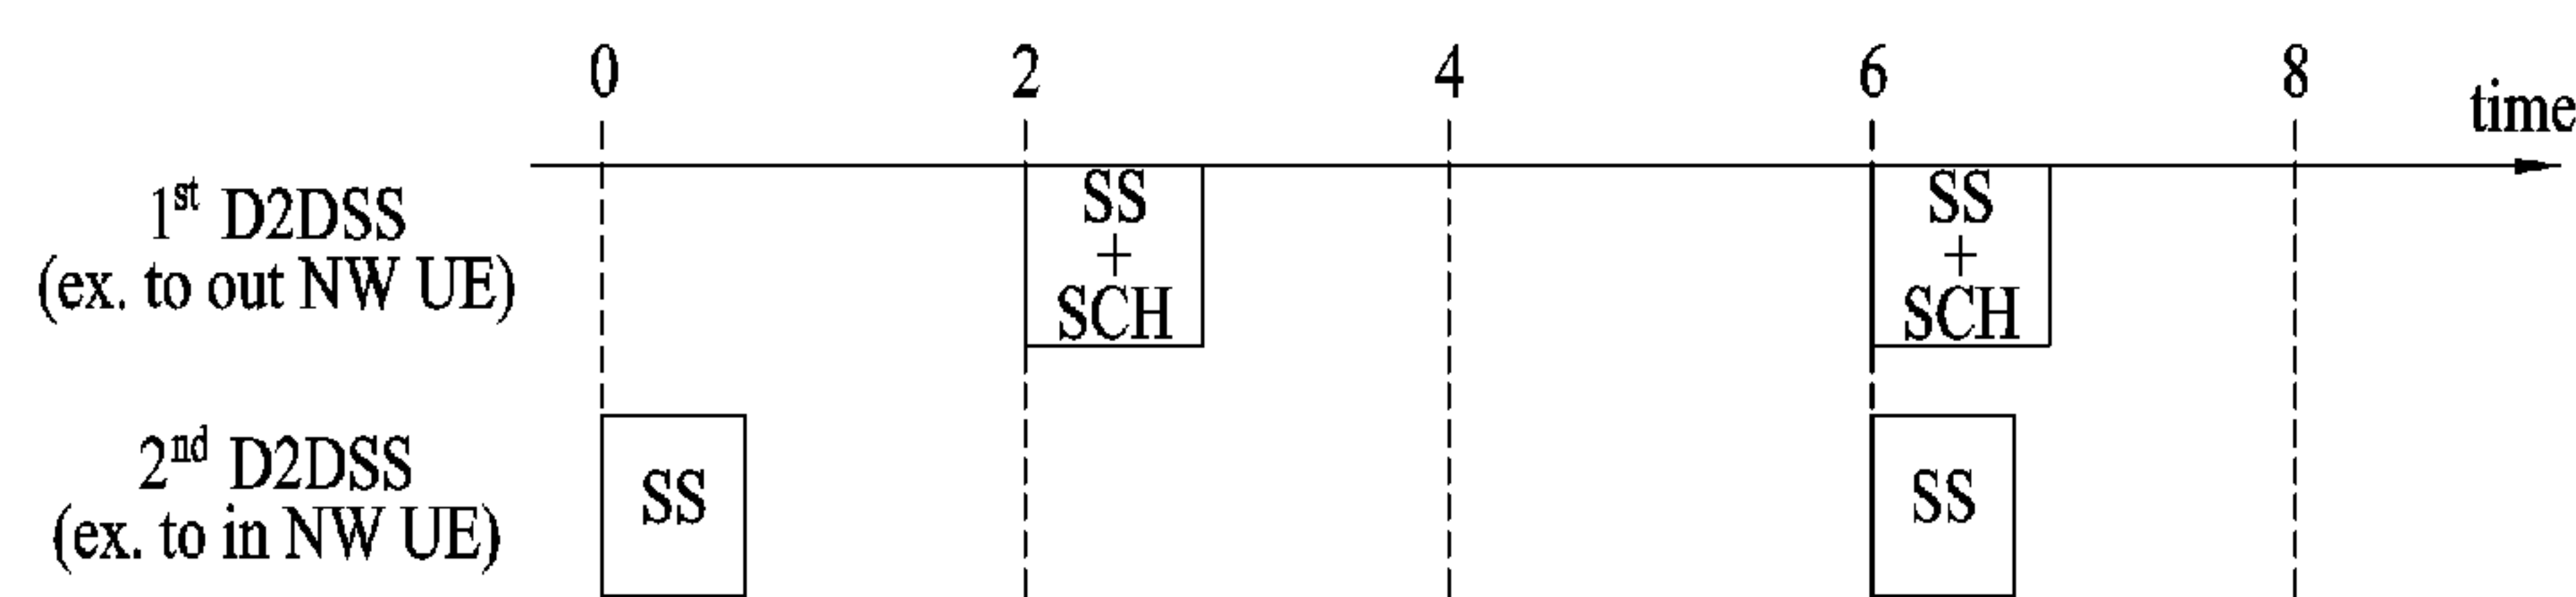 0 2 4 6 8
time
1st D2DSS
(ex. to out NW UE)
SS
+
SCH
SS
+
SCH
2nd D2DSS
(ex. to in NW UE)
SS
SS